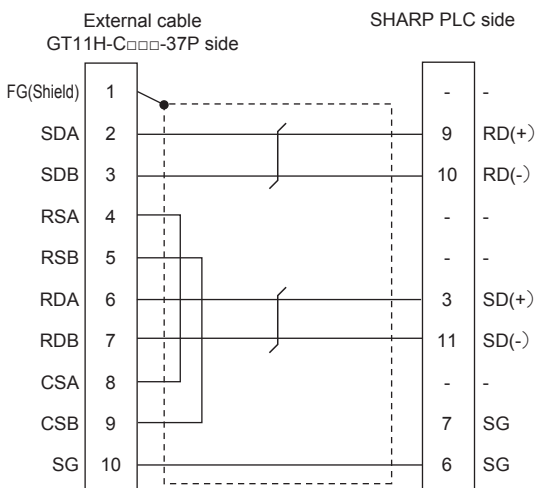 External cable SHARP PLC side
GT11H-C□□□-37P side
FG(Shield) 1 - -
SDA 2 9 RD(+)
SDB 3 10 RD(-)
RSA 4 - -
RSB 5 - -
RDA 6 3 SD(+)
RDB 7 11 SD(-)
CSA 8 - -
CSB 9 7 SG
SG 10 6 SG